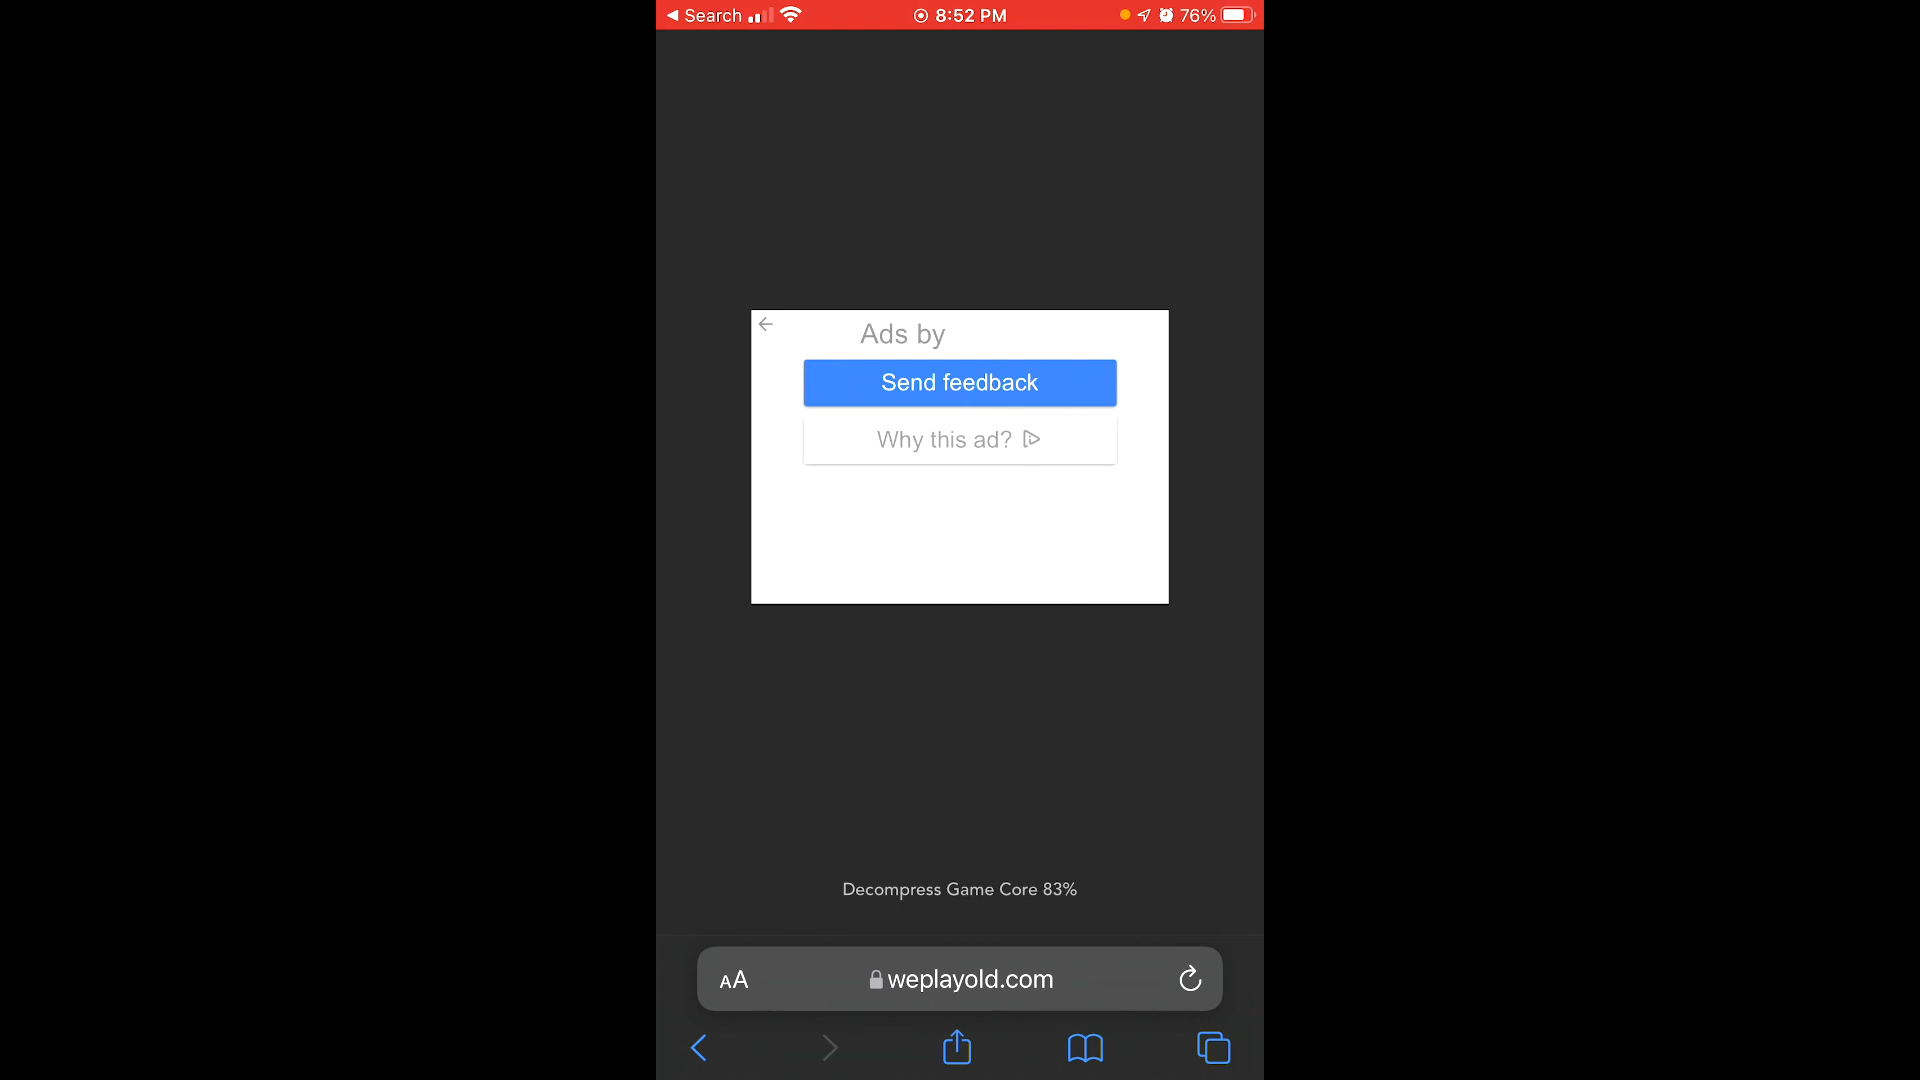 Search
8:52 PM
76%
Ads by
Send feedback
Why this ad?
Decompress Game Core 83%
AA
weplayold.com